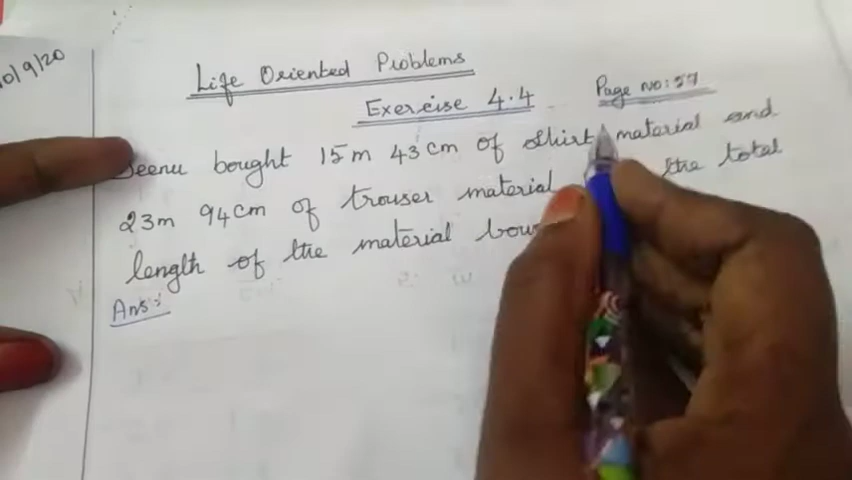 10/9/20
Life Oriented Problems
Exercise 4.4
Page no: 57
Seenu bought 15m 43cm of shirt material and
23m 94cm of trouser material the total
length of the material
Ans: